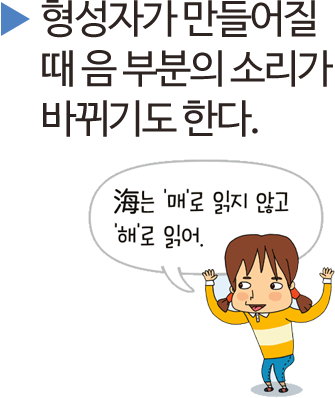 형성자가 만들어질
때 음 부분의 소리가
바뀌기도 한다.
海는 '매'로 읽지 않고
'해'로 읽어.